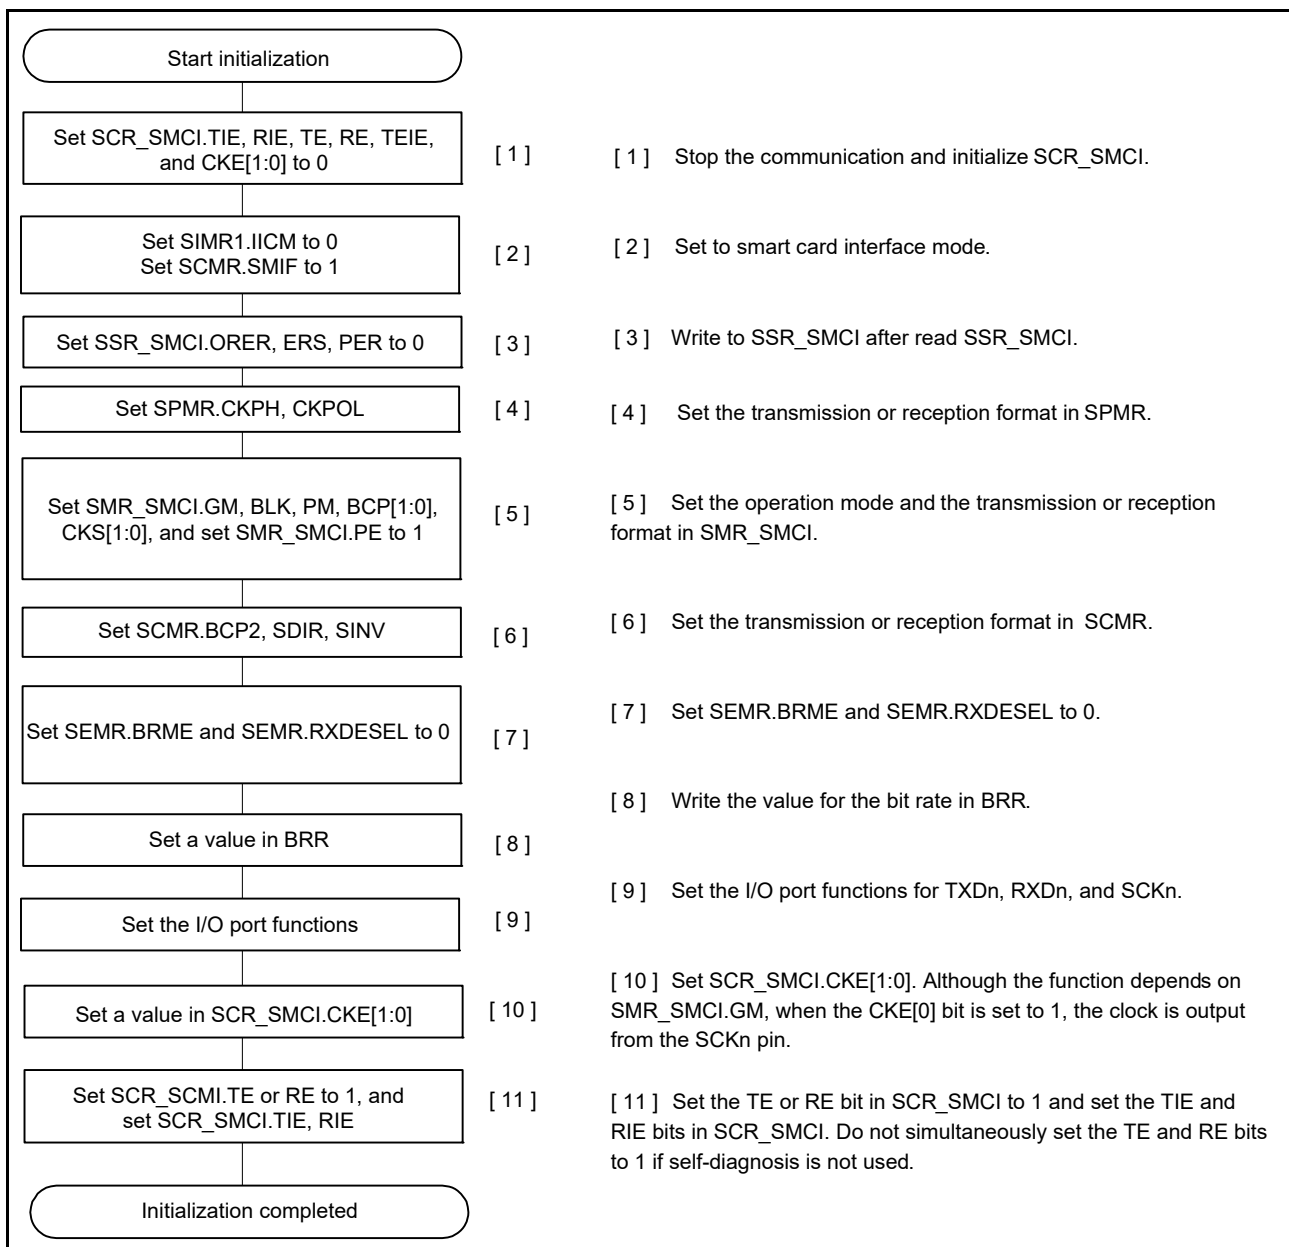 Start initialization
Set SCR_SMCI.TIE, RIE, TE, RE, TEIE,
and CKE[1:0] to 0
[ 1 ]
[ 1 ] Stop the communication and initialize SCR_SMCI.
Set SIMR1.IICM to 0
Set SCMR.SMIF to 1
[ 2 ]
[ 2 ] Set to smart card interface mode.
Set SSR_SMCI.ORER, ERS, PER to 0
[ 3 ]
[ 3 ] Write to SSR_SMCI after read SSR_SMCI.
Set SPMR.CKPH, CKPOL
[ 4 ]
[ 4 ] Set the transmission or reception format in SPMR.
Set SMR_SMCI.GM, BLK, PM, BCP[1:0],
CKS[1:0], and set SMR_SMCI.PE to 1
[ 5 ]
[ 5 ] Set the operation mode and the transmission or reception
format in SMR_SMCI.
Set SCMR.BCP2, SDIR, SINV
[ 6 ]
[ 6 ] Set the transmission or reception format in SCMR.
Set SEMR.BRME and SEMR.RXDESEL to 0
[ 7 ]
[ 7 ] Set SEMR.BRME and SEMR.RXDESEL to 0.
Set a value in BRR
[ 8 ]
[ 8 ] Write the value for the bit rate in BRR.
Set the I/O port functions
[ 9 ]
[ 9 ] Set the I/O port functions for TXDn, RXDn, and SCKn.
Set a value in SCR_SMCI.CKE[1:0]
[ 10 ]
[ 10 ] Set SCR_SMCI.CKE[1:0]. Although the function depends on
SMR_SMCI.GM, when the CKE[0] bit is set to 1, the clock is output
from the SCKn pin.
Set SCR_SCMI.TE or RE to 1, and
set SCR_SMCI.TIE, RIE
[ 11 ]
[ 11 ] Set the TE or RE bit in SCR_SMCI to 1 and set the TIE and
RIE bits in SCR_SMCI. Do not simultaneously set the TE and RE bits
to 1 if self-diagnosis is not used.
Initialization completed